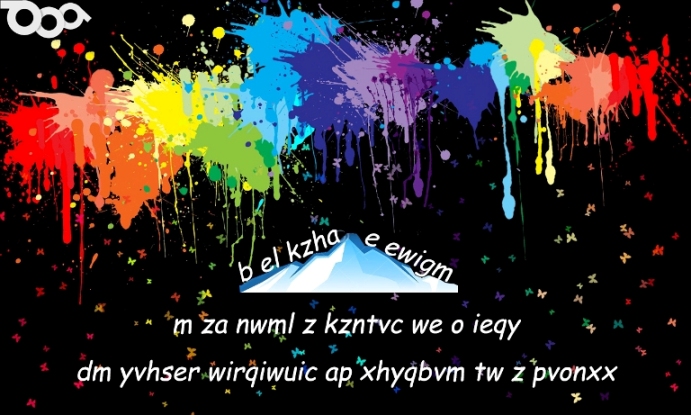 b el kzha e ewigm
m za nwml z kzntvc we o ieqy
dm yvhser wirqiwuic ap xhyqbvm tw z pvonxx